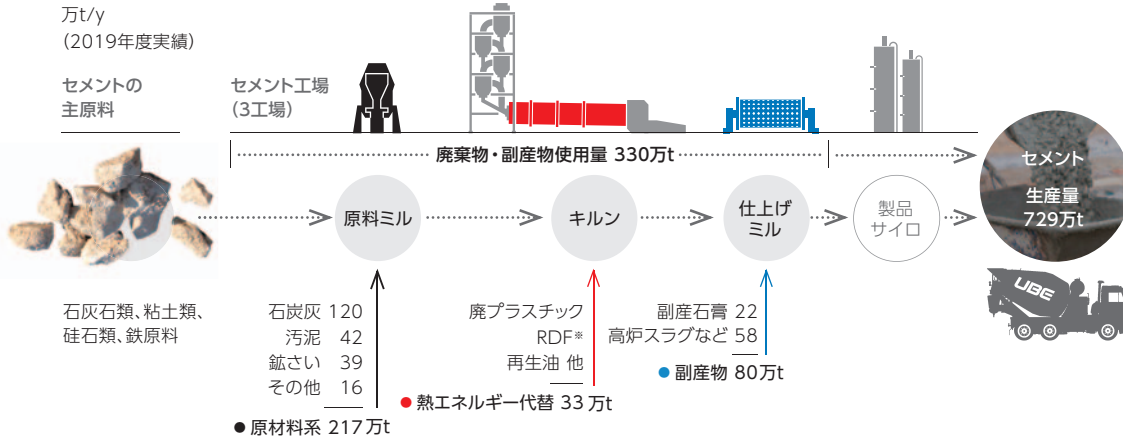 万t/y
（2019年度実績）
セメントの
主原料
セメント工場
（3工場）
廃棄物・副産物使用量 330万t
原料ミル
キルン
仕上げ
ミル
製品
サイロ
セメント
生産量
729万t
石灰石類、粘土類、
硅石類、鉄原料
石炭灰 120
汚泥 42
鉱さい 39
その他 16
● 原材料系 217万t
廃プラスチック
RDF※
再生油 他
● 熱エネルギー代替 33万t
副産石膏 22
高炉スラグなど 58
● 副産物 80万t
UBE